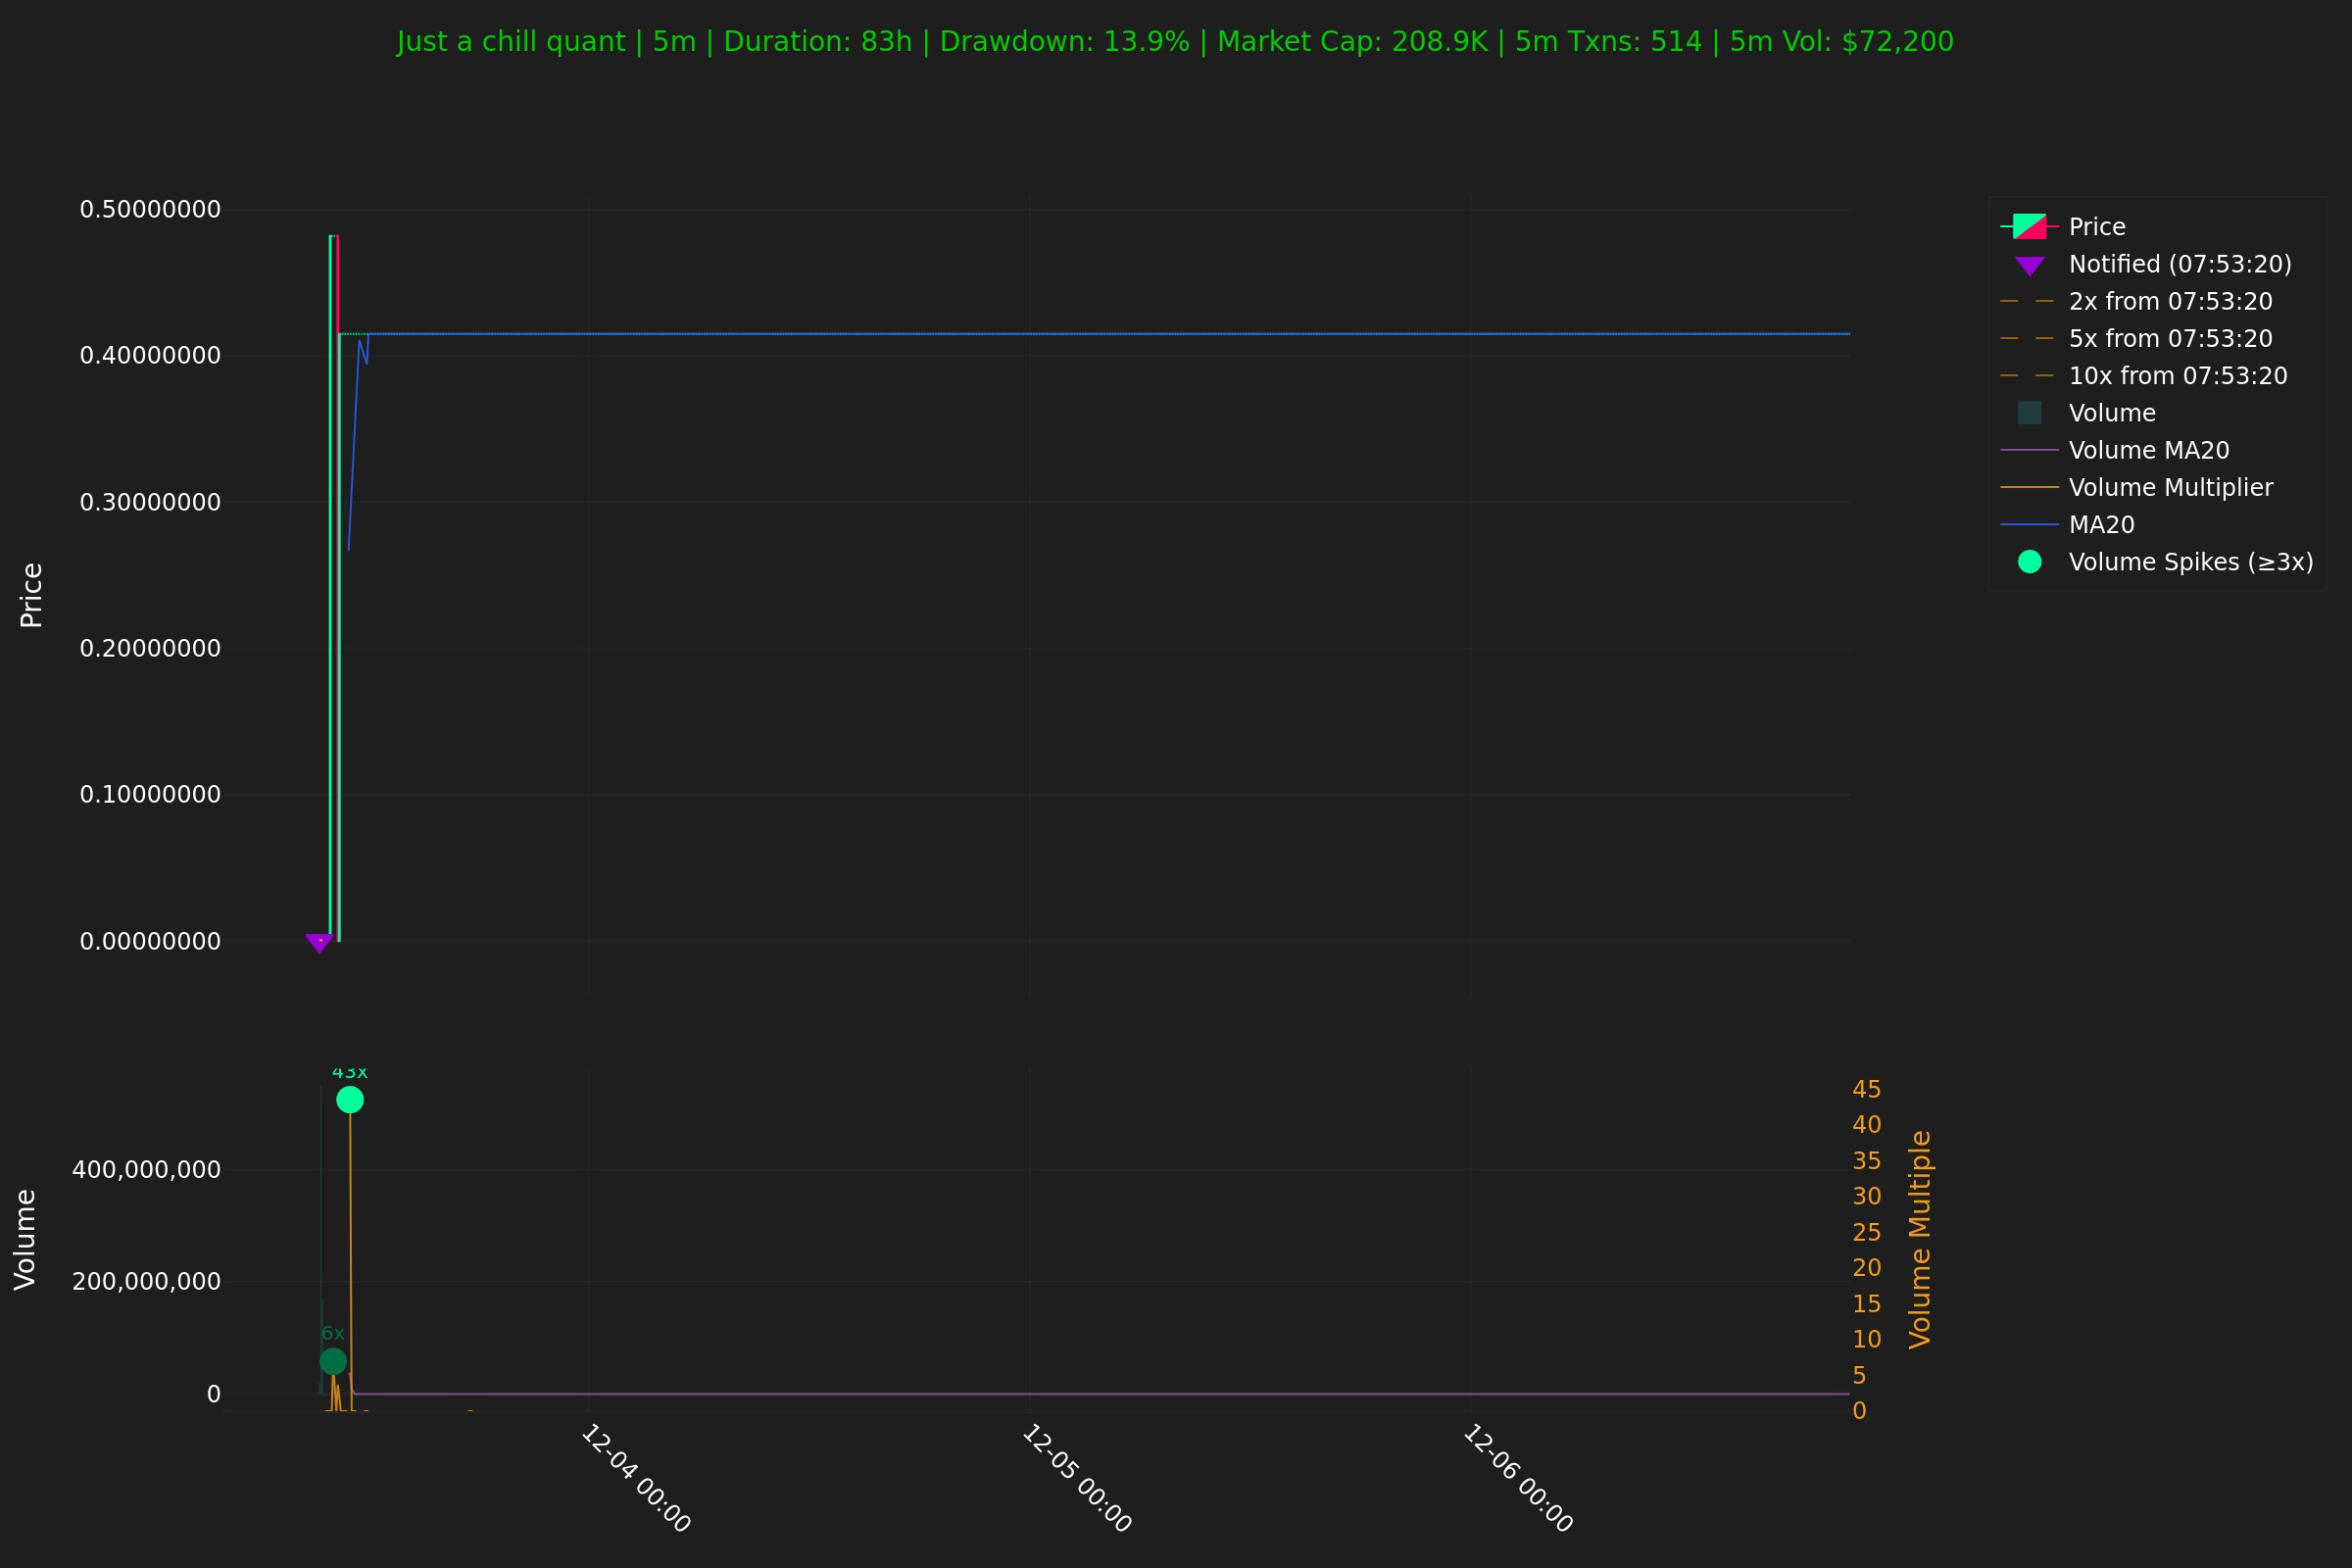 Just a chill quant | 5m | Duration: 83h | Drawdown: 13.9% | Market Cap: 208.9K | 5m Txns: 514 | 5m Vol: $72,200
0.50000000
0.40000000
0.30000000
0.20000000
0.10000000
0.00000000
Price
Price
Notified (07:53:20)
2x from 07:53:20
5x from 07:53:20
10x from 07:53:20
Volume
Volume MA20
Volume Multiplier
MA20
Volume Spikes (≥3x)
43x
6x
400,000,000
200,000,000
0
Volume
45
40
35
30
25
20
15
10
5
0
Volume Multiple
12-04 00:00
12-05 00:00
12-06 00:00